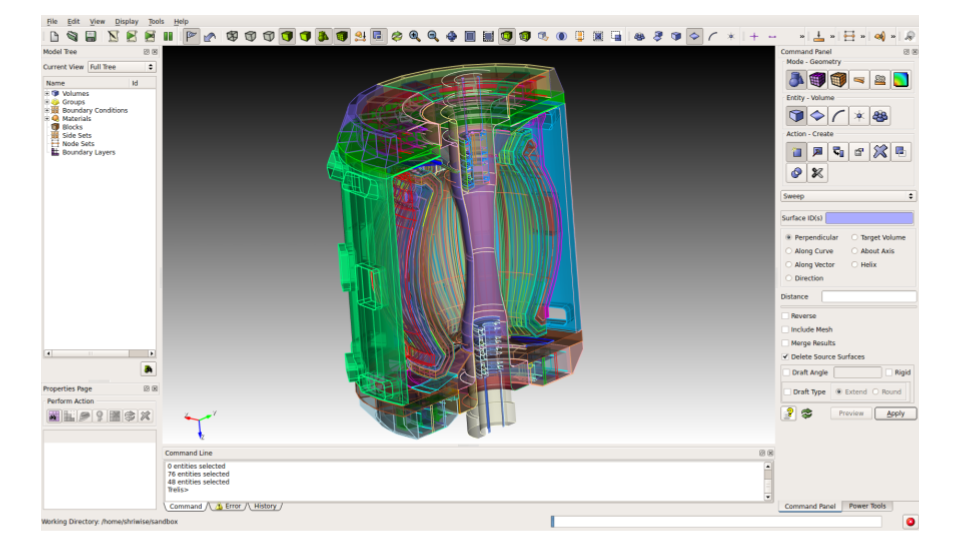 File Edit View Display Tools Help
Model Tree
Current View Full Tree
Name Id
Volumes
Groups
Boundary Conditions
Materials
Blocks
Side Sets
Node Sets
Boundary Layers
Properties Page
Perform Action
Command Line
0 entities selected
76 entities selected
48 entities selected
Trelis>
Command Error History
Working Directory: /home/shriwise/sandbox
Command Panel
Mode - Geometry
Entity - Volume
Action - Create
Sweep
Surface ID(s)
Perpendicular Target Volume
Along Curve About Axis
Along Vector Helix
Direction
Distance
Reverse
Include Mesh
Merge Results
Delete Source Surfaces
Draft Angle Rigid
Draft Type Extend Round
Preview Apply
Command Panel Power Tools